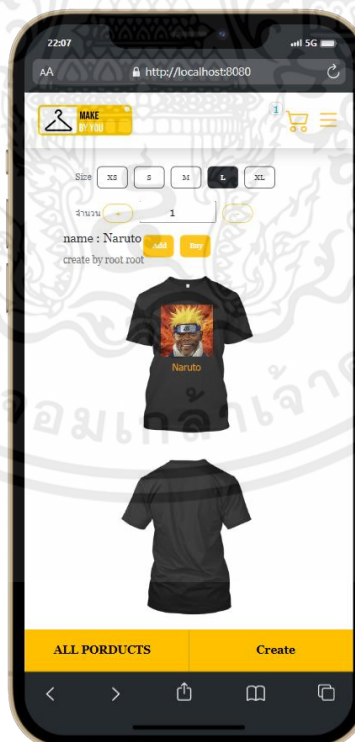 22:07 5G
AA http://localhost:8080
MAKE
BY YOU
1
Size XS S M L XL
จำนวน + 1 -
name : Naruto Add Buy
create by root root
Naruto
ALL PORDUCTS Create